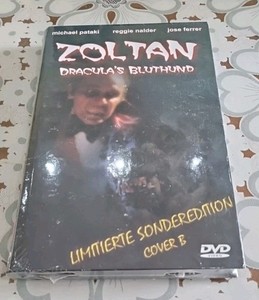 michael pataki reggie nalder jose ferrer
ZOLTAN
DRACULA'S BLUTHUND
LIMITIERTE SONDEREDITION
COVER B
DVD